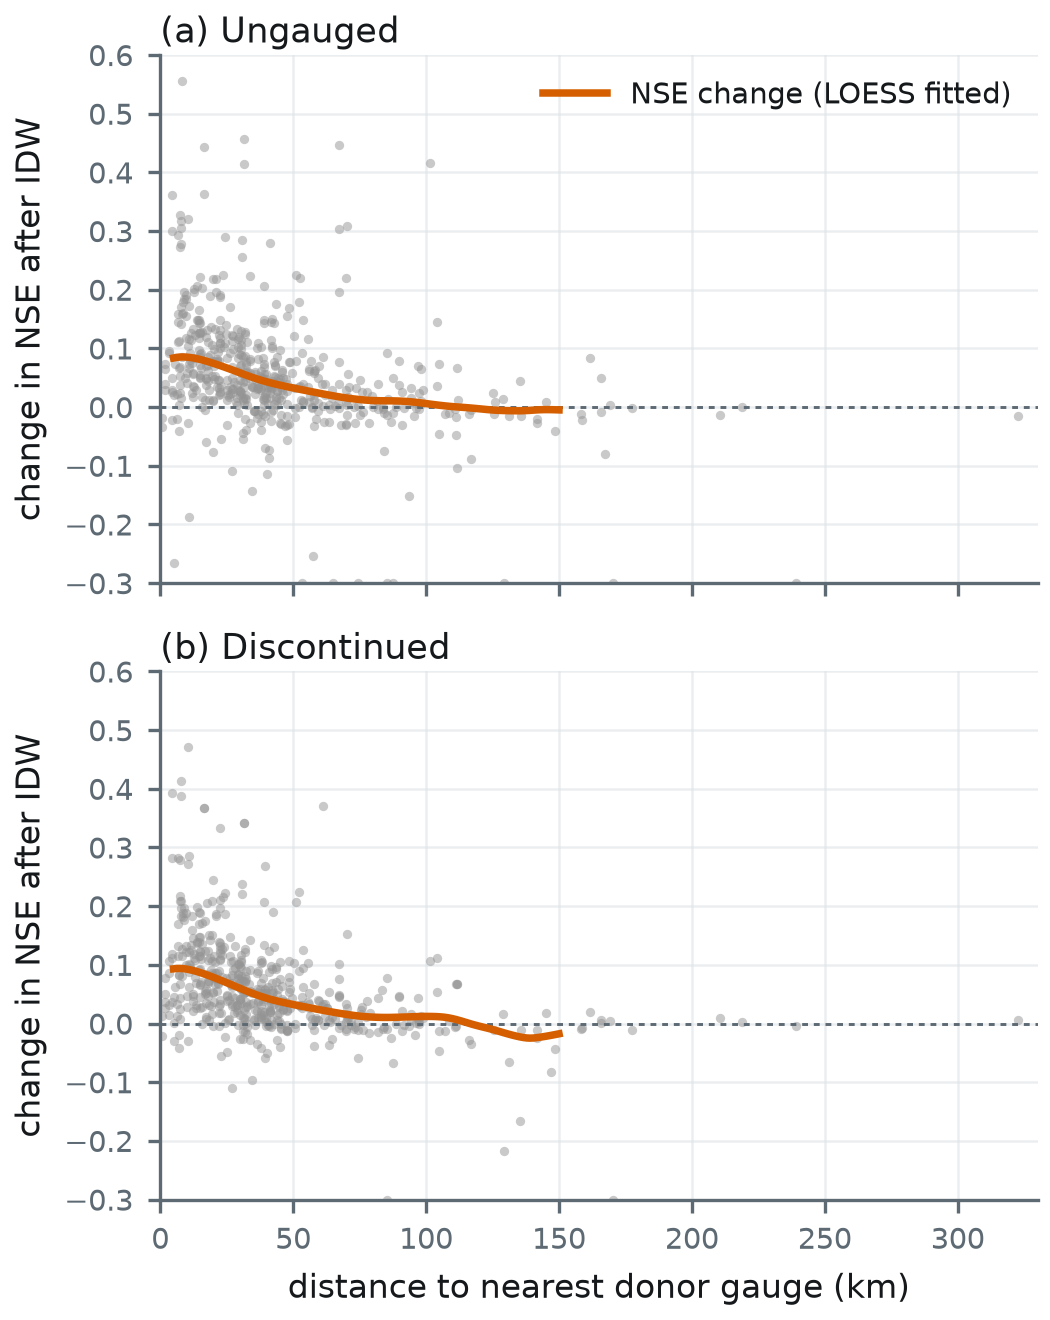 (a) Ungauged
0.6
0.5
0.4
0.3
0.2
0.1
0.0
−0.1
−0.2
−0.3
change in NSE after IDW
NSE change (LOESS fitted)
(b) Discontinued
0.6
0.5
0.4
0.3
0.2
0.1
0.0
−0.1
−0.2
−0.3
change in NSE after IDW
0 50 100 150 200 250 300
distance to nearest donor gauge (km)